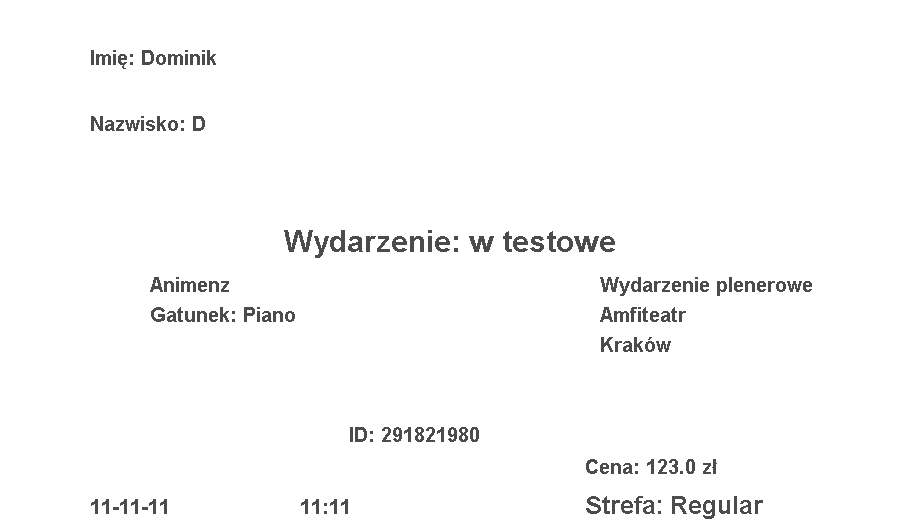 Imię: Dominik
Nazwisko: D
Wydarzenie: w testowe
Animenz
Gatunek: Piano
Wydarzenie plenerowe
Amfiteatr
Kraków
ID: 291821980
Cena: 123.0 zł
11-11-11 11:11 Strefa: Regular